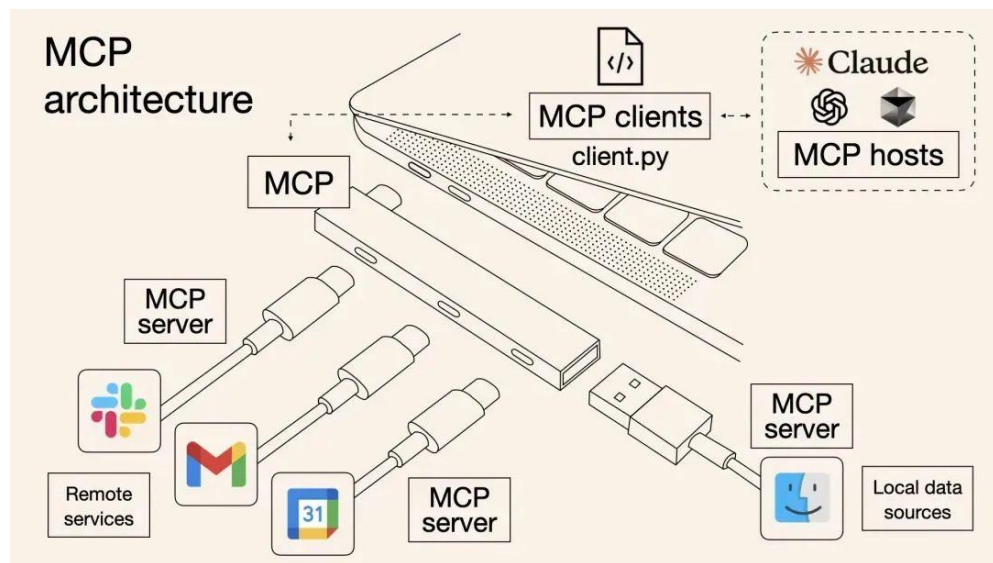 MCP
architecture
</>
MCP clients
client.py
Claude
MCP hosts
MCP
MCP
server
Remote
services
31
MCP
server
MCP
server
Local data
sources